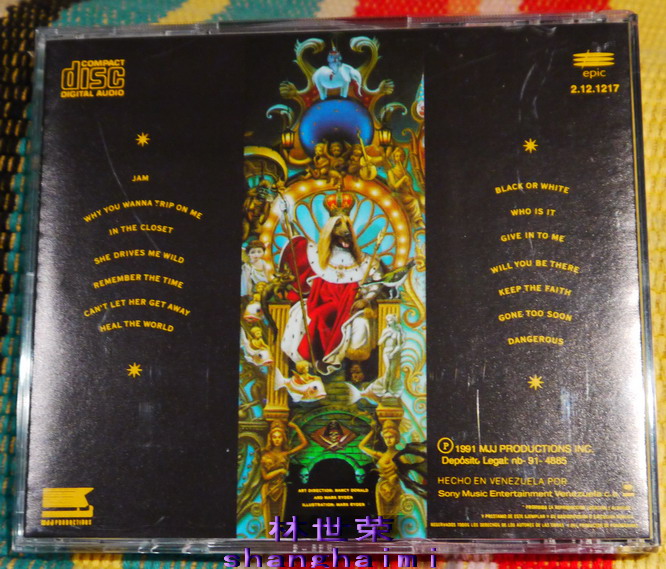 COMPACT
disc
DIGITAL AUDIO
JAM
WHY YOU WANNA TRIP ON ME
IN THE CLOSET
SHE DRIVES ME WILD
REMEMBER THE TIME
CAN'T LET HER GET AWAY
HEAL THE WORLD
MJJ PRODUCTIONS
ART DIRECTION: NANCY DONALD
AND MARK RYDEN
ILLUSTRATION: MARK RYDEN
epic
2.12.1217
BLACK OR WHITE
WHO IS IT
GIVE IN TO ME
WILL YOU BE THERE
KEEP THE FAITH
GONE TOO SOON
DANGEROUS
P 1991 MJJ PRODUCTIONS INC.
Depósito Legal: nb- 91- 4885
HECHO EN VENEZUELA POR
Sony Music Entertainment Venezuela c.a.
林世荣
shanghaimi